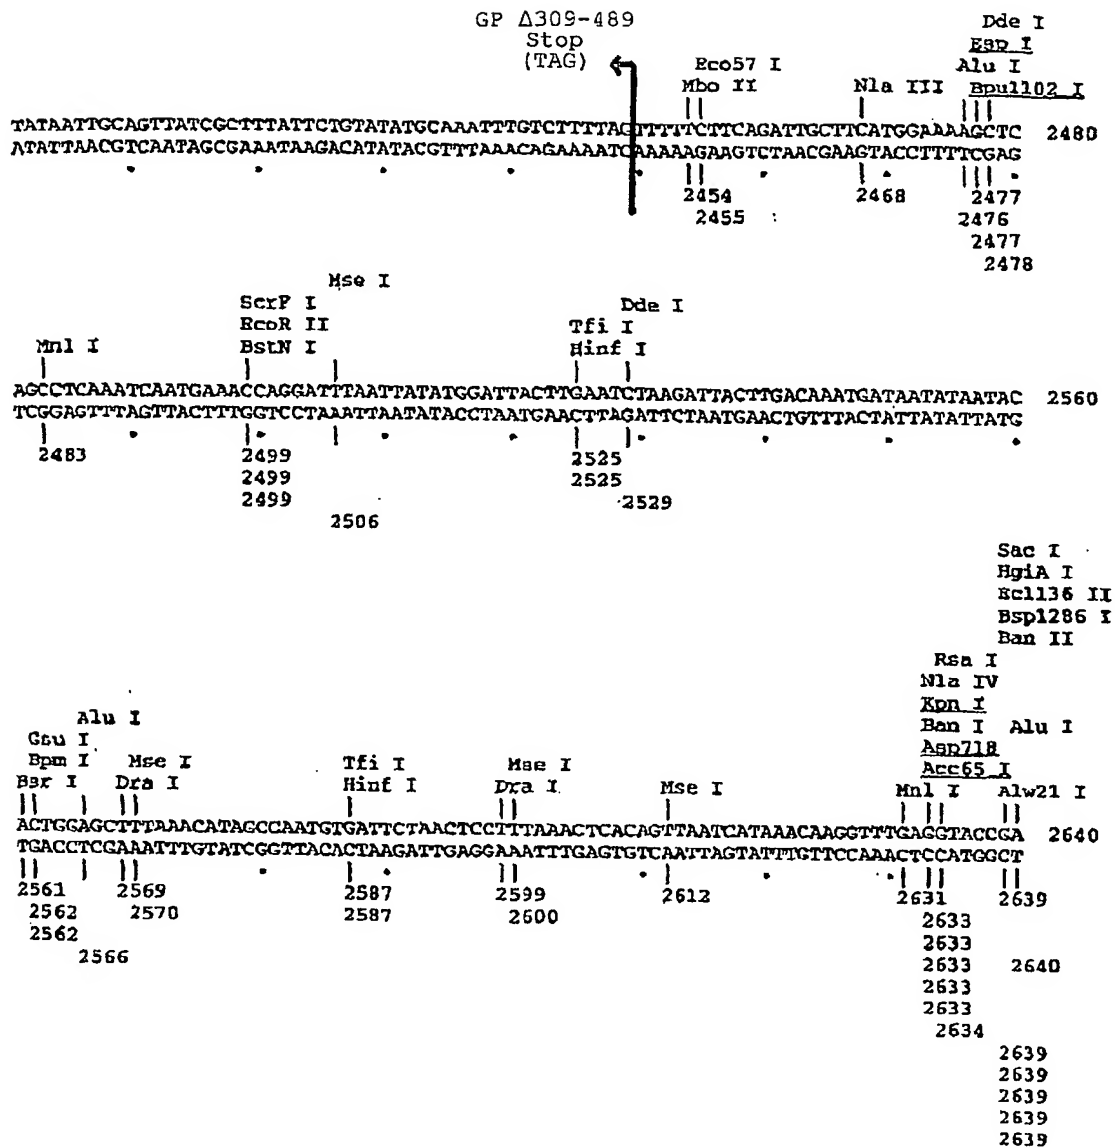 GP Δ309-489
Stop
(TAG)
Dde I
Esp I
Eco57 I Alu I
Mbo II Nla III Bpu1102 I
TATAATTGCAGTTATCGCTTTATTCTGTATATGCAAATTTGTCTTTTAGTTTTTCTTCAGATTGCTTCATGGAAAAGCTC 2480
ATATTAACGTCAATAGCGAAATAAGACATATACGTTTAAACAGAAAATCAAAAAGAAGTCTAACGAAGTACCTTTTCGAG
2454 2468 2477
2455 2476
2477
2478
Mse I
ScrF I Dde I
EcoR II Tfi I
Mnl I BstN I Hinf I
AGCCTCAAATCAATGAAACCAGGATTTAATTATATGGATTACTTGAATCTAAGATTACTTGACAAATGATAATATAATAC 2560
TCGGAGTTTAGTTACTTTGGTCCTAAATTAATATACCTAATGAACTTAGATTCTAATGAACTGTTTACTATTATATTATG
2483 2499 2525
2499 2525
2499 2529
2506
Sac I
HgiA I
Ecl136 II
Bsp1286 I
Ban II
Rsa I
Nla IV
Alu I Kpn I
Gsu I Ban I Alu I
Bpm I Mse I Tfi I Mse I Asp718
Bsr I Dra I Hinf I Dra I Mse I Acc65 I
Mnl I Alw21 I
ACTGGAGCTTTAAACATAGCCAATGTGATTCTAACTCCTTTAAACTCACAGTTAATCATAAACAAGGTTTGAGGTACCGA 2640
TGACCTCGAAATTTGTATCGGTTACACTAAGATTGAGGAAATTTGAGTGTCAATTAGTATTTGTTCCAAACTCCATGGCT
2561 2569 2587 2599 2612 2631 2639
2562 2570 2587 2600 2633
2562 2633
2566 2633 2640
2633
2633
2634
2639
2639
2639
2639
2639